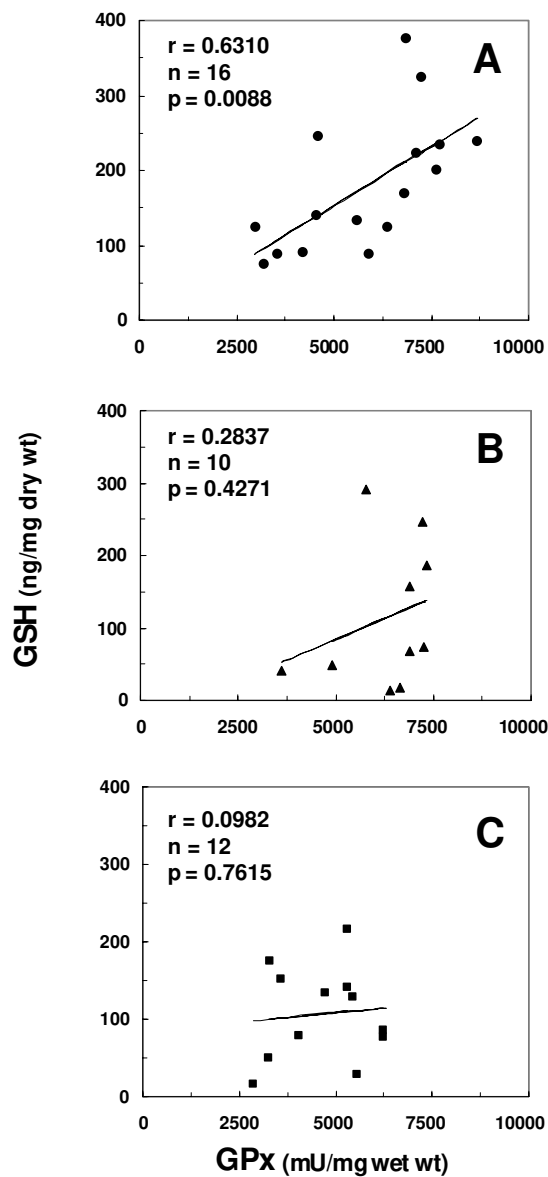 400
r = 0.6310
n = 16
p = 0.0088
A
300
200
100
0
0 2500 5000 7500 10000
400
r = 0.2837
n = 10
p = 0.4271
B
300
200
100
0
0 2500 5000 7500 10000
GSH (ng/mg dry wt)
400
r = 0.0982
n = 12
p = 0.7615
C
300
200
100
0
0 2500 5000 7500 10000
GPx (mU/mg wet wt)